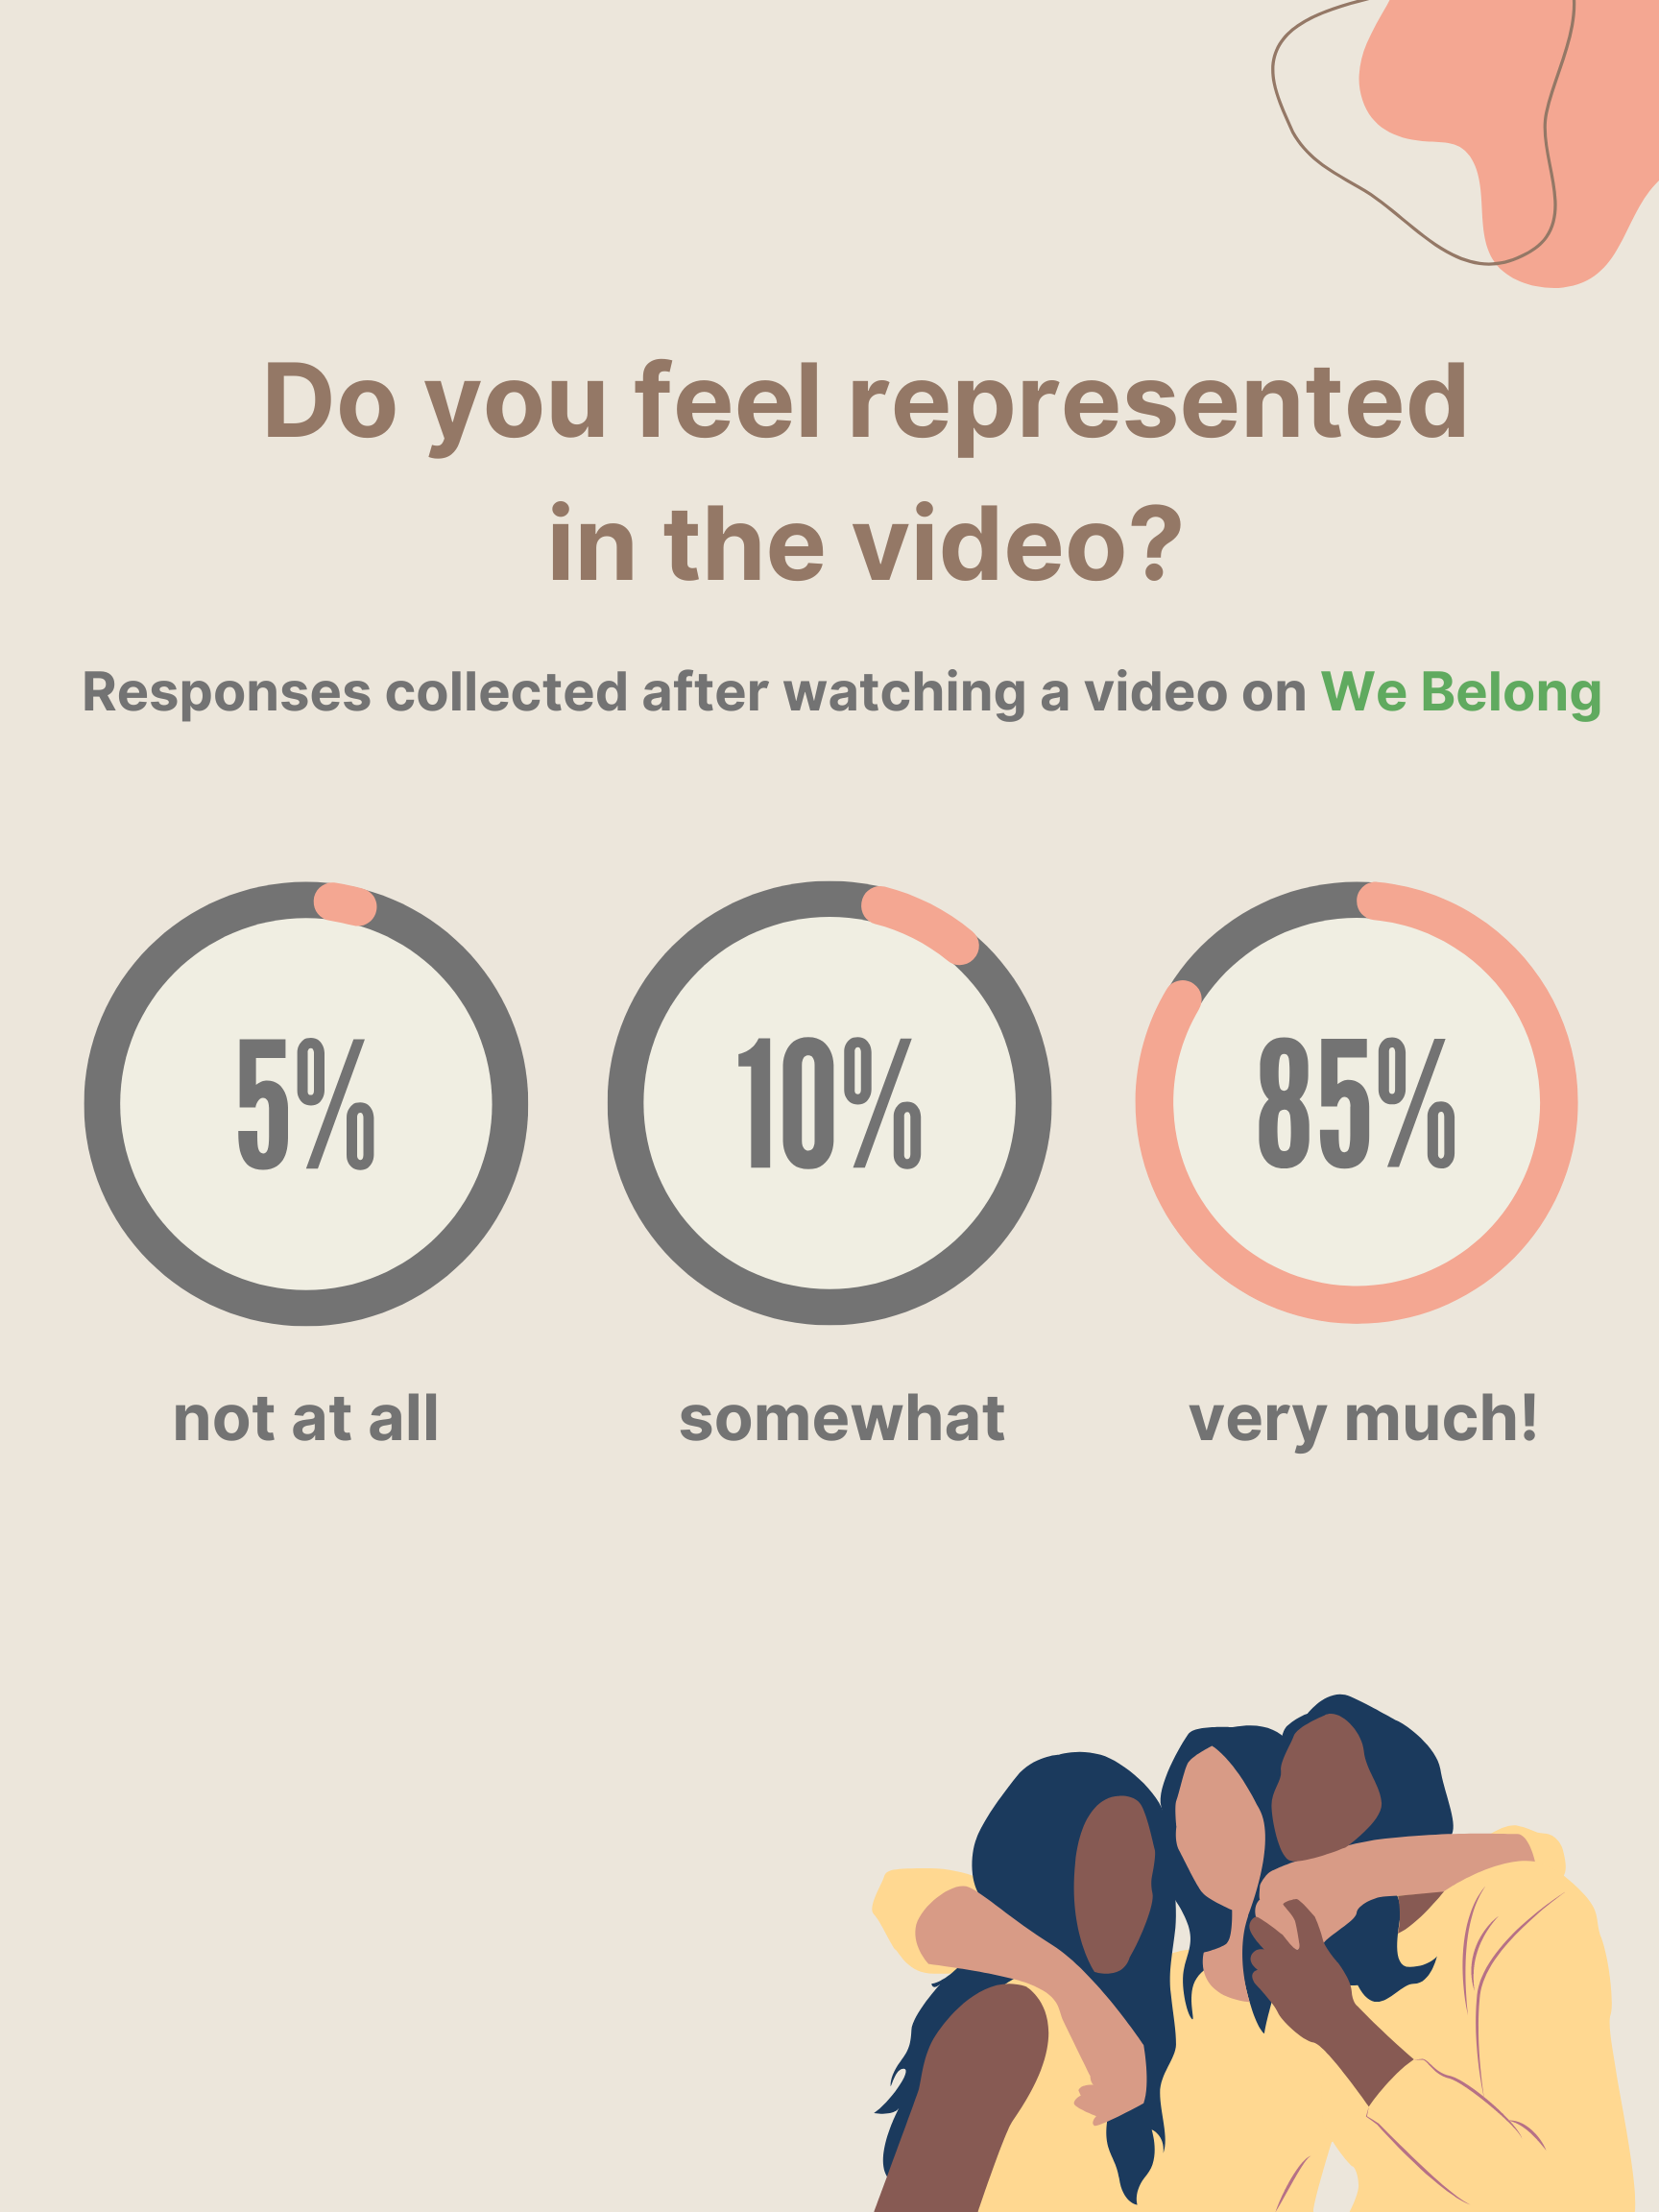 Do you feel represented
in the video?
Responses collected after watching a video on We Belong
5%
10%
85%
not at all
somewhat
very much!